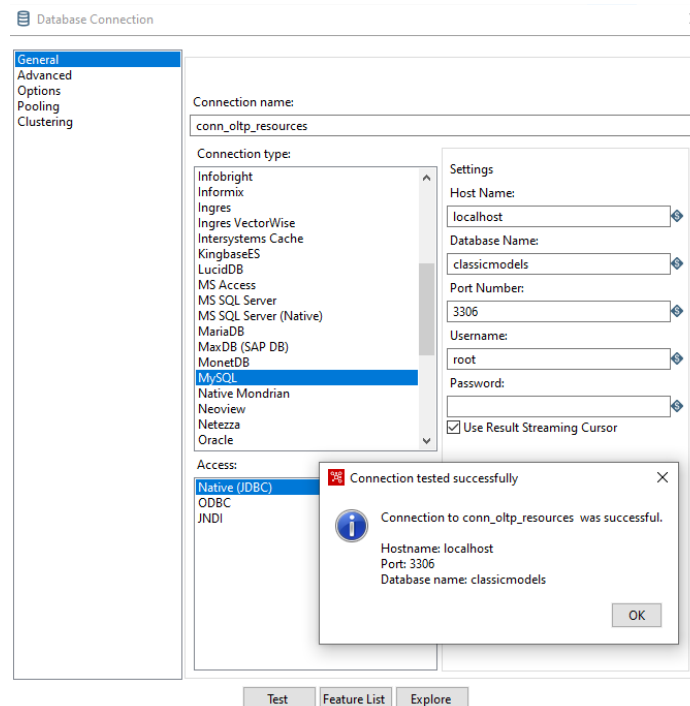 Database Connection
General
Advanced
Options
Pooling
Clustering
Connection name:
conn_oltp_resources
Connection type:
Infobright
Informix
Ingres
Ingres VectorWise
Intersystems Cache
KingbaseES
LucidDB
MS Access
MS SQL Server
MS SQL Server (Native)
MariaDB
MaxDB (SAP DB)
MonetDB
MySQL
Native Mondrian
Neoview
Netezza
Oracle
Settings
Host Name:
localhost
Database Name:
classicmodels
Port Number:
3306
Username:
root
Password:
Use Result Streaming Cursor
Access:
Native (JDBC)
ODBC
JNDI
Connection tested successfully
Connection to conn_oltp_resources was successful.
Hostname: localhost
Port: 3306
Database name: classicmodels
OK
Test
Feature List
Explore